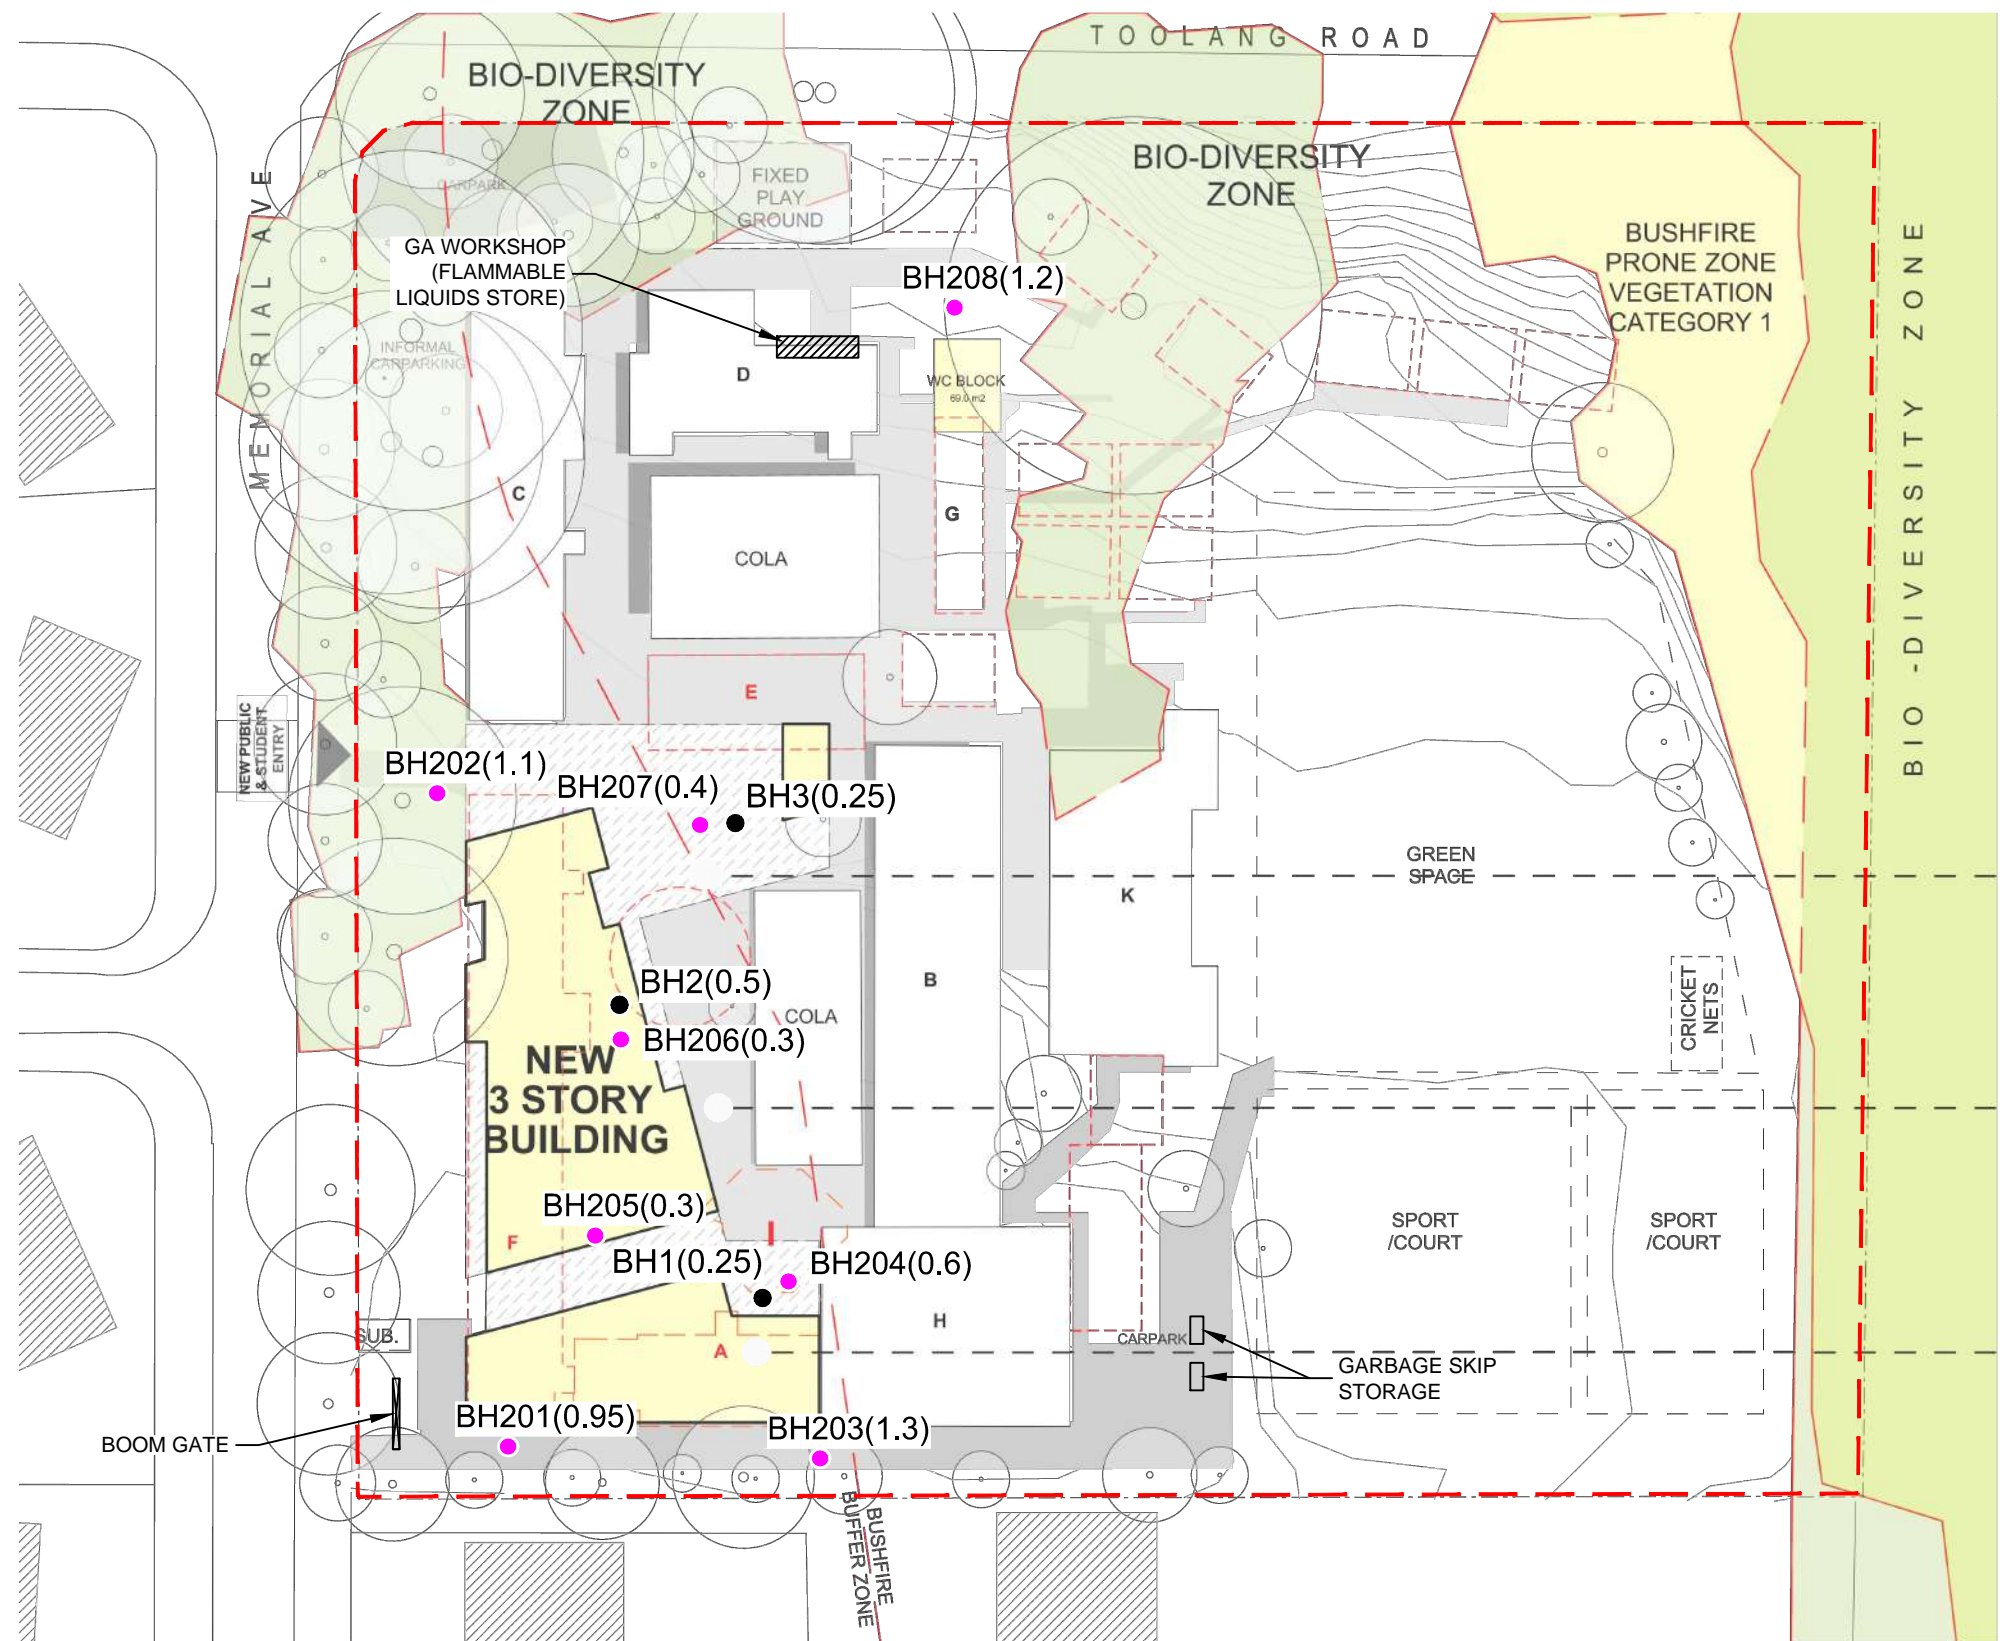 TOOLANG ROAD
BIO-DIVERSITY
ZONE
BIO-DIVERSITY
ZONE
CARPARK
FIXED
PLAY
GROUND
MEMORIAL AVE
BUSHFIRE
PRONE ZONE
VEGETATION
CATEGORY 1
BIO -DIVERSITY ZONE
GA WORKSHOP
(FLAMMABLE
LIQUIDS STORE)
BH208(1.2)
INFORMAL
CARPARKING
D
WC BLOCK
69.0 m2
C
G
COLA
E
NEW PUBLIC
& STUDENT
ENTRY
BH202(1.1)
BH207(0.4)
BH3(0.25)
GREEN
SPACE
K
B
BH2(0.5)
COLA
BH206(0.3)
CRICKET
NETS
NEW
3 STORY
BUILDING
BH205(0.3)
F
I
BH1(0.25)
BH204(0.6)
SPORT
/COURT
SPORT
/COURT
SUB.
A
H
CARPARK
GARBAGE SKIP
STORAGE
BOOM GATE
BH201(0.95)
BH203(1.3)
BUSHFIRE
BUFFER ZONE